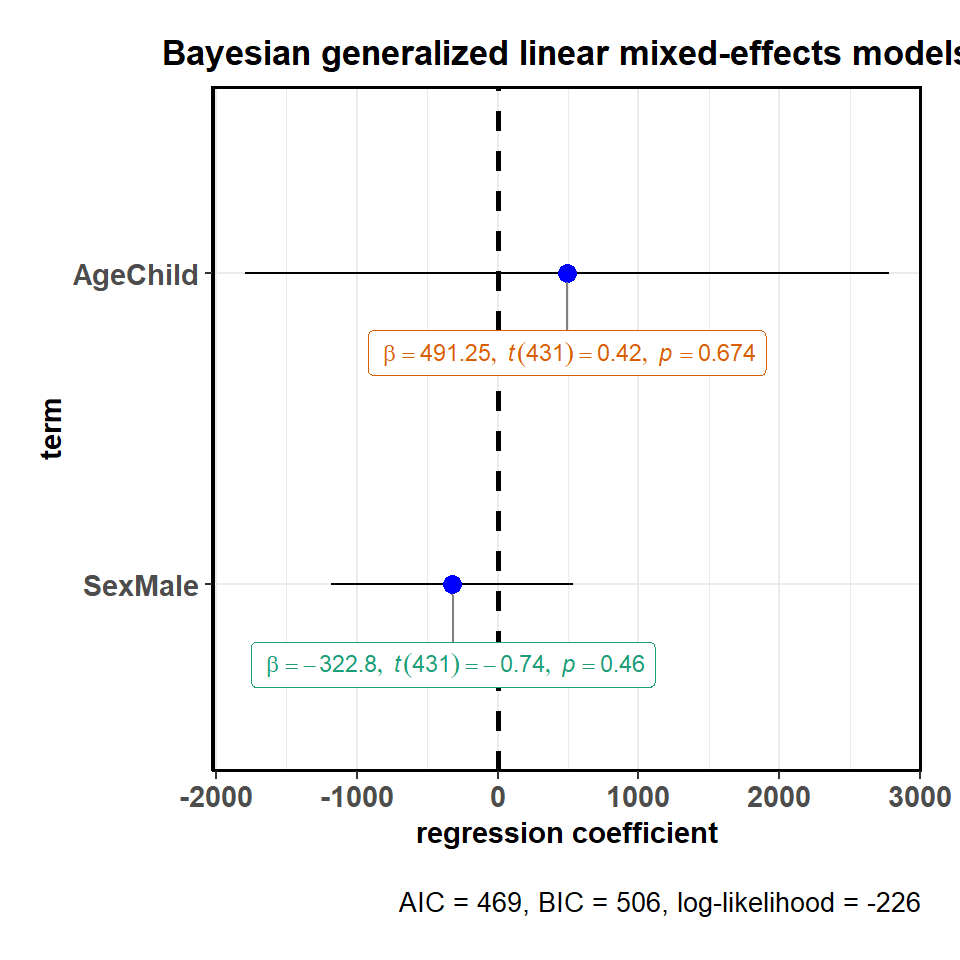 Bayesian generalized linear mixed-effects models
AgeChild
β = 491.25, t(431) = 0.42, p = 0.674
term
SexMale
β = −322.8, t(431) = −0.74, p = 0.46
-2000 -1000 0 1000 2000 3000
regression coefficient
AIC = 469, BIC = 506, log-likelihood = -226